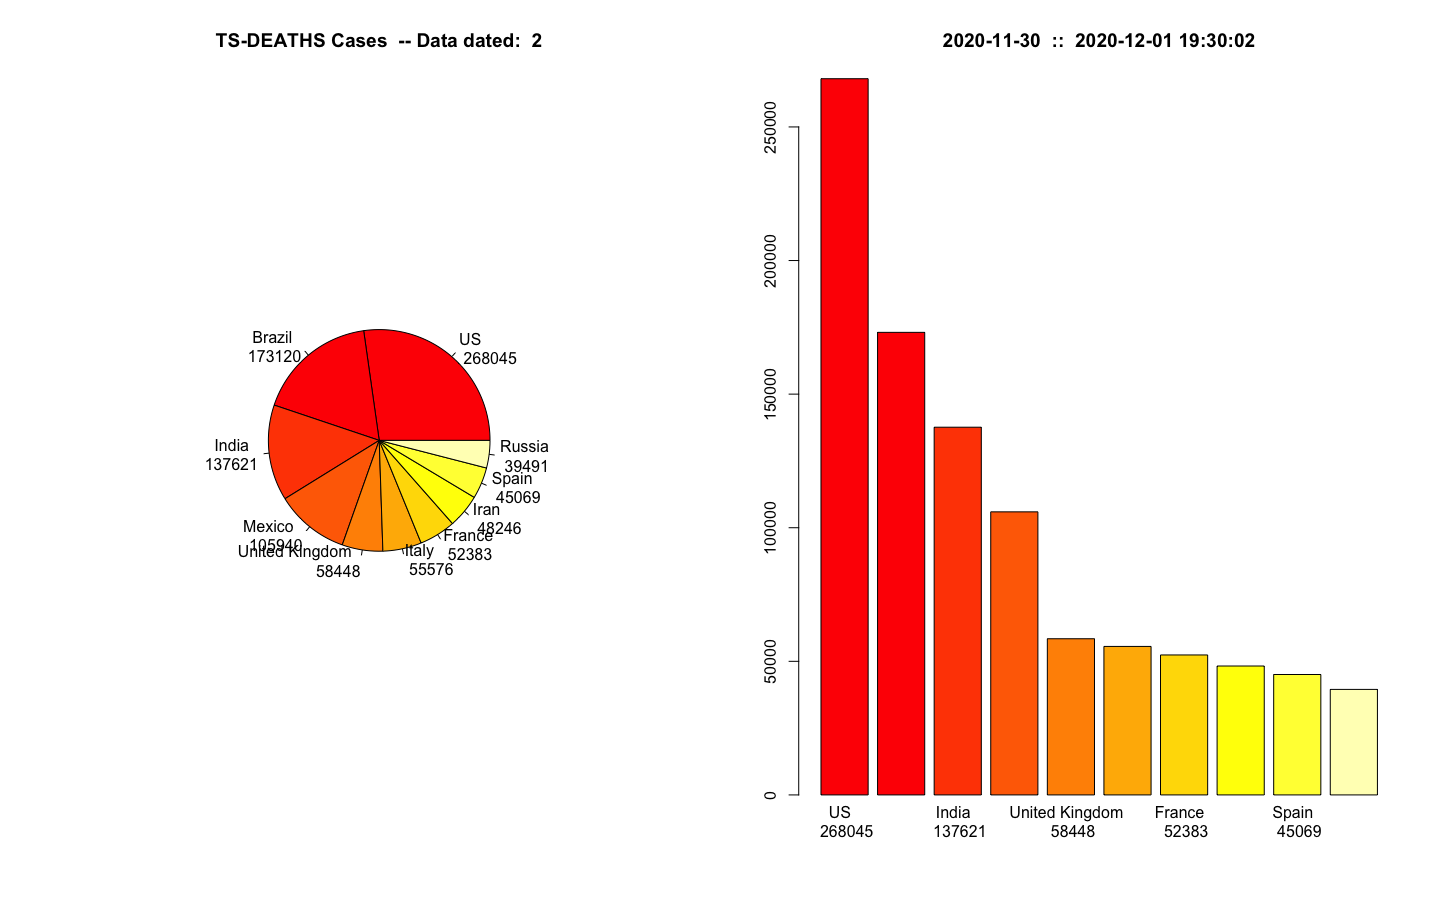 TS-DEATHS Cases  -- Data dated:  2
US
268045
Brazil
173120
India
137621
Mexico
105940
United Kingdom
58448
Italy
55576
France
52383
Iran
48246
Spain
45069
Russia
39491
2020-11-30  ::  2020-12-01 19:30:02
250000
200000
150000
100000
50000
0
US
268045
India
137621
United Kingdom
58448
France
52383
Spain
45069